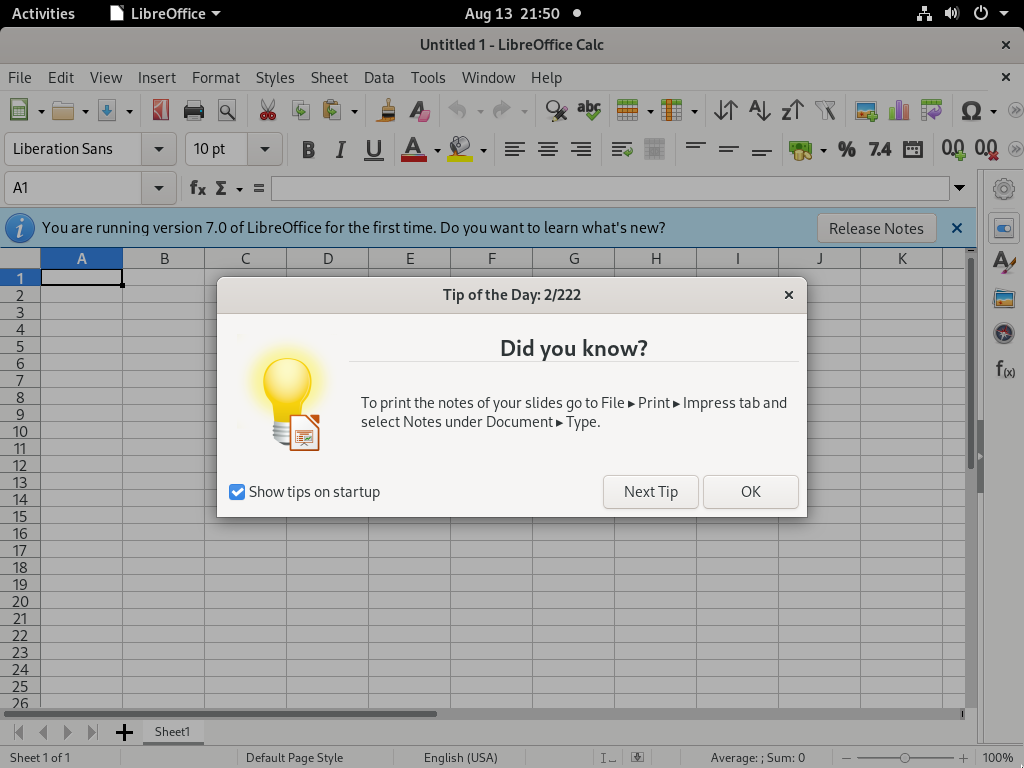 Activities LibreOffice Aug 13 21:50
Untitled 1 - LibreOffice Calc
File Edit View Insert Format Styles Sheet Data Tools Window Help
Liberation Sans 10 pt
A1
You are running version 7.0 of LibreOffice for the first time. Do you want to learn what's new? Release Notes
A B C D E F G H I J K
1
2
3
4
5
6
7
8
9
10
11
12
13
14
15
16
17
18
19
20
21
22
23
24
25
26
Tip of the Day: 2/222
Did you know?
To print the notes of your slides go to File ▸ Print ▸ Impress tab and
select Notes under Document ▸ Type.
Show tips on startup Next Tip OK
Sheet1
Sheet 1 of 1 Default Page Style English (USA) Average: ; Sum: 0 100%